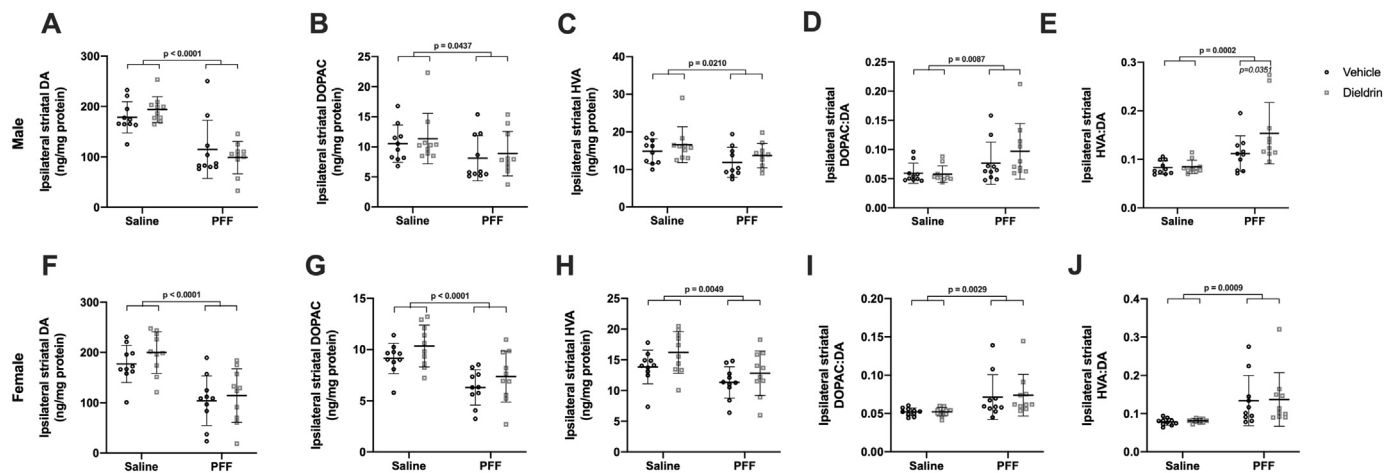 A
B
C
D
E
Male
Ipsilateral striatal DA
(ng/mg protein)
300
200
100
0
p < 0.0001
Saline
PFF
Ipsilateral striatal DOPAC
(ng/mg protein)
25
20
15
10
5
0
p = 0.0437
Saline
PFF
Ipsilateral striatal HVA
(ng/mg protein)
40
30
20
10
0
p = 0.0210
Saline
PFF
Ipsilateral striatal
DOPAC:DA
0.25
0.20
0.15
0.10
0.05
0.00
p = 0.0087
Saline
PFF
Ipsilateral striatal
HVA:DA
0.3
0.2
0.1
0.0
p = 0.0002
p=0.0351
Saline
PFF
Vehicle
Dieldrin
F
G
H
I
J
Female
Ipsilateral striatal DA
(ng/mg protein)
300
200
100
0
p < 0.0001
Saline
PFF
Ipsilateral striatal DOPAC
(ng/mg protein)
20
15
10
5
0
p < 0.0001
Saline
PFF
Ipsilateral striatal HVA
(ng/mg protein)
30
25
20
15
10
5
0
p = 0.0049
Saline
PFF
Ipsilateral striatal
DOPAC:DA
0.20
0.15
0.10
0.05
0.00
p = 0.0029
Saline
PFF
Ipsilateral striatal
HVA:DA
0.4
0.3
0.2
0.1
0.0
p = 0.0009
Saline
PFF